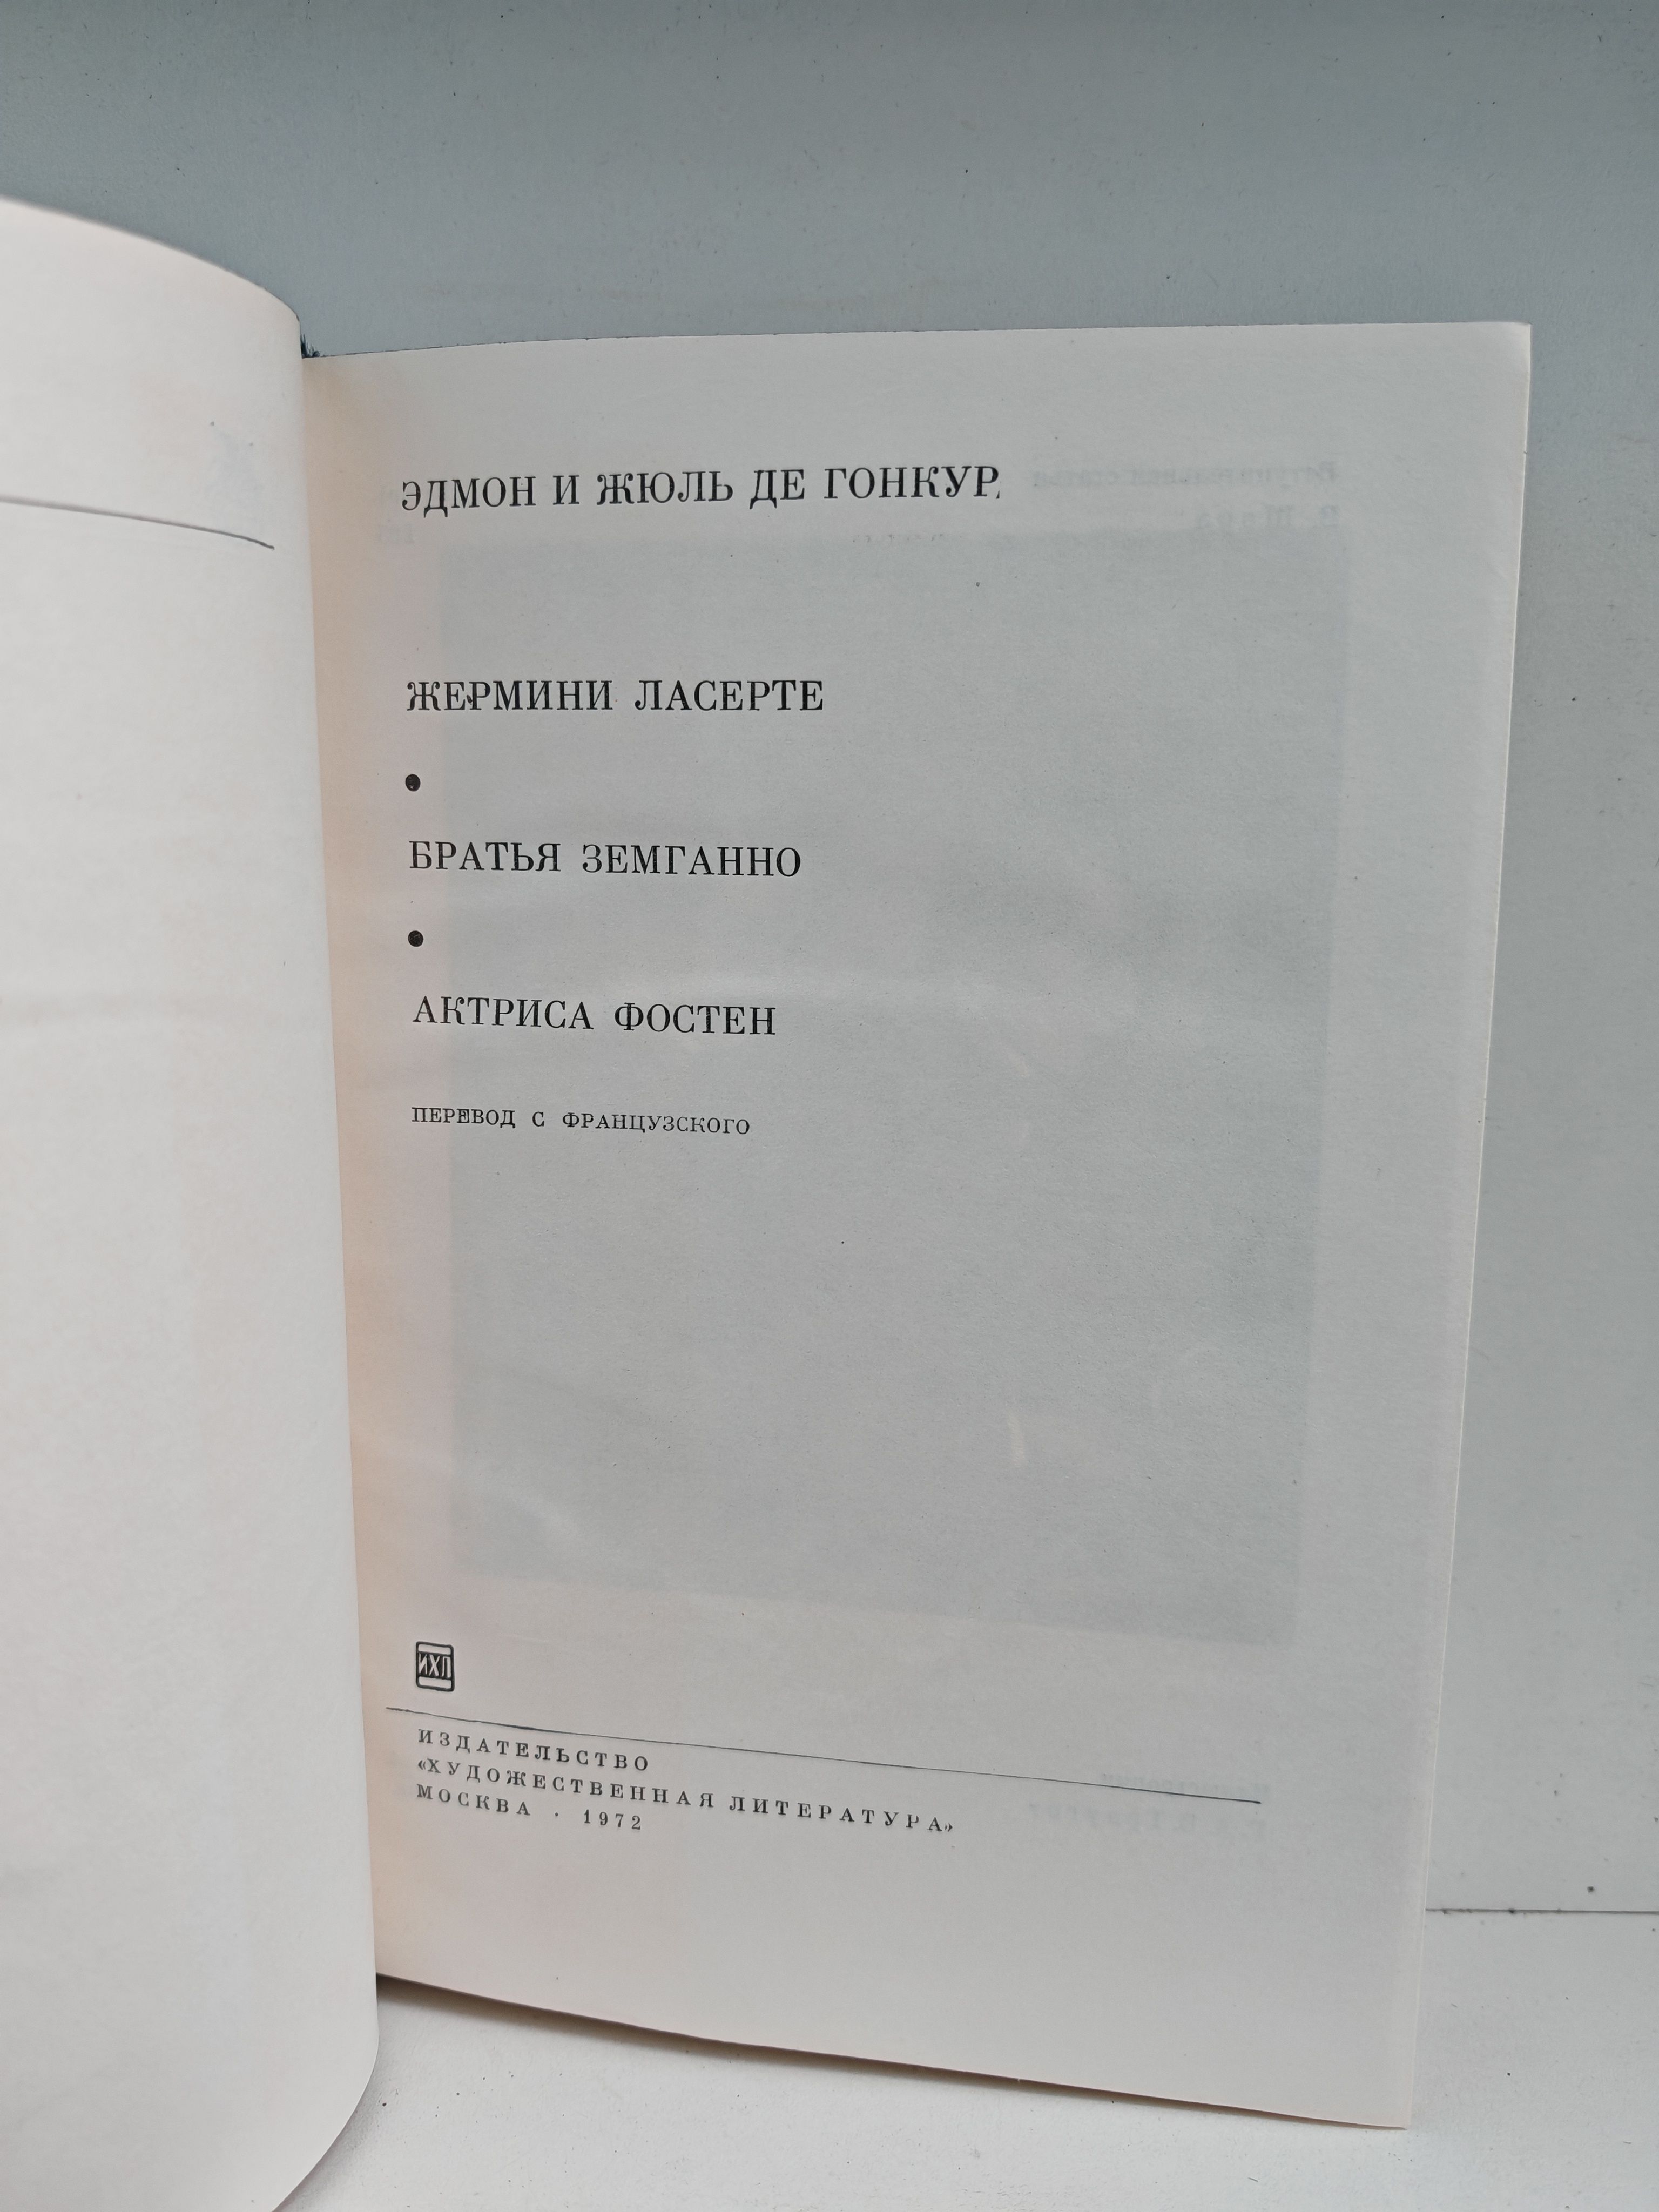 ЭДМОН И ЖЮЛЬ ДЕ ГОНКУР
ЖЕРМИНИ ЛАСЕРТЕ
•
БРАТЬЯ ЗЕМГАННО
•
АКТРИСА ФОСТЕН
ПЕРЕВОД С ФРАНЦУЗСКОГО
ИХЛ
ИЗДАТЕЛЬСТВО
«ХУДОЖЕСТВЕННАЯ ЛИТЕРАТУРА»
МОСКВА · 1972